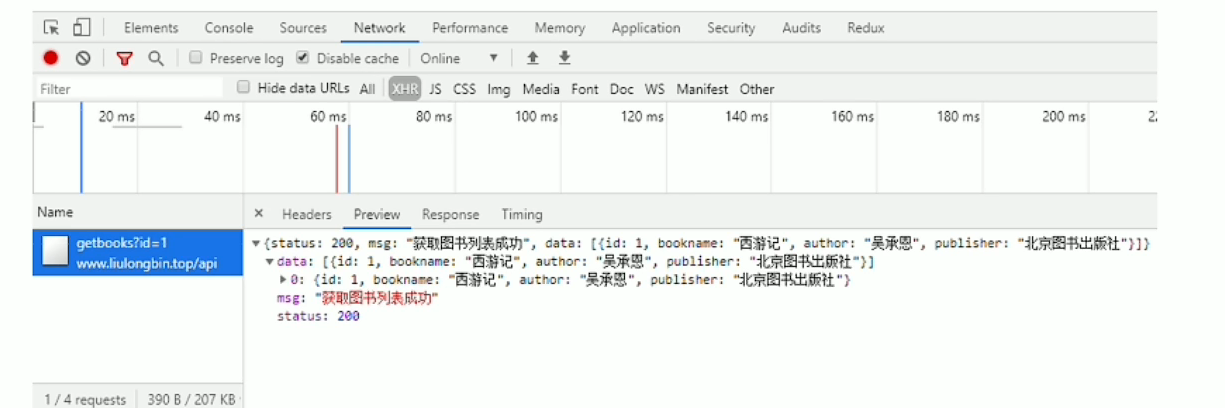 Elements Console Sources Network Performance Memory Application Security Audits Redux
Preserve log Disable cache Online
Filter Hide data URLs All XHR JS CSS Img Media Font Doc WS Manifest Other
20 ms 40 ms 60 ms 80 ms 100 ms 120 ms 140 ms 160 ms 180 ms 200 ms
Name × Headers Preview Response Timing
getbooks?id=1
www.liulongbin.top/api
▼{status: 200, msg: "获取图书列表成功", data: [{id: 1, bookname: "西游记", author: "吴承恩", publisher: "北京图书出版社"}]}
▼data: [{id: 1, bookname: "西游记", author: "吴承恩", publisher: "北京图书出版社"}]
▶0: {id: 1, bookname: "西游记", author: "吴承恩", publisher: "北京图书出版社"}
msg: "获取图书列表成功"
status: 200
1 / 4 requests 390 B / 207 KB